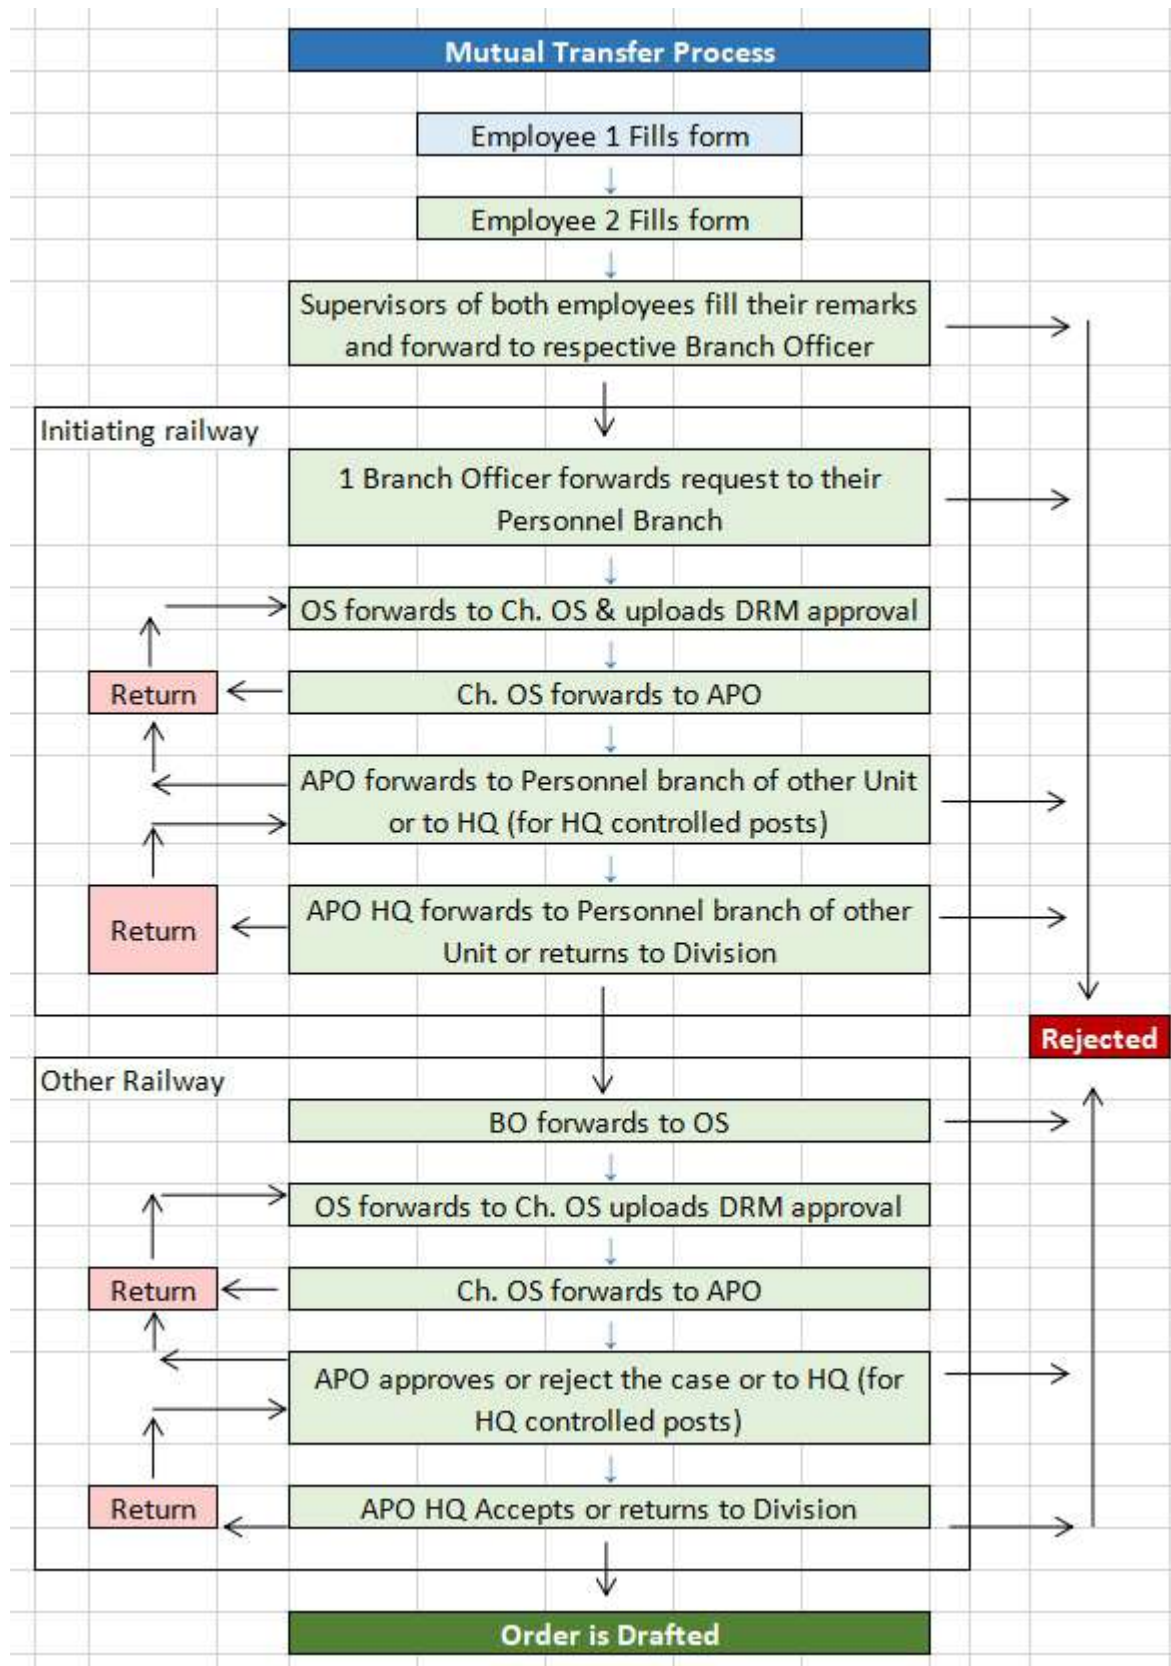 Mutual Transfer Process
Employee 1 Fills form
Employee 2 Fills form
Supervisors of both employees fill their remarks
and forward to respective Branch Officer
Initiating railway
1 Branch Officer forwards request to their
Personnel Branch
OS forwards to Ch. OS & uploads DRM approval
Return
Ch. OS forwards to APO
APO forwards to Personnel branch of other Unit
or to HQ (for HQ controlled posts)
Return
APO HQ forwards to Personnel branch of other
Unit or returns to Division
Rejected
Other Railway
BO forwards to OS
OS forwards to Ch. OS uploads DRM approval
Return
Ch. OS forwards to APO
APO approves or reject the case or to HQ (for
HQ controlled posts)
Return
APO HQ Accepts or returns to Division
Order is Drafted